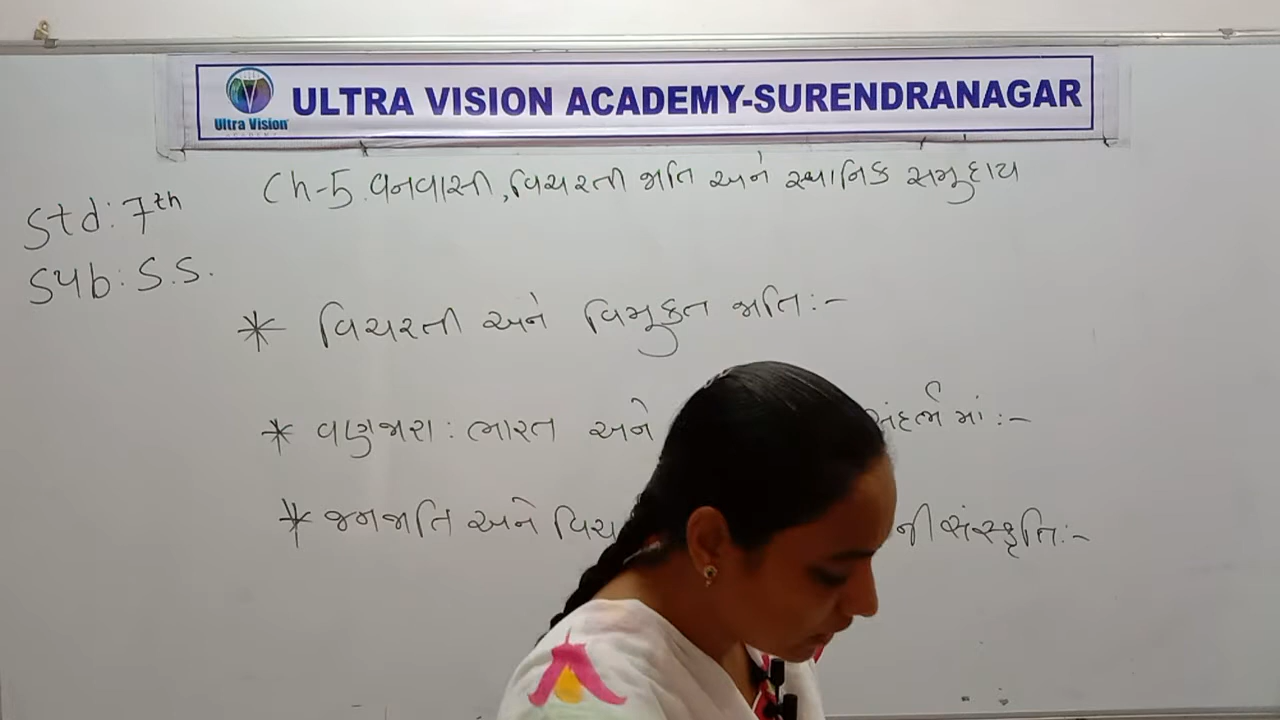 ULTRA VISION ACADEMY-SURENDRANAGAR
Ultra Vision
ACADEMY
Ch-5. વનવાસી, વિચરતી જાતિ અને સ્થાનિક સમુદાય
Std: 7th
Sub: S.S.
* વિચરતી અને વિમુક્ત જાતિ:-
* વણજારા : ભારત અને સંદર્ભ માં :-
* જનજાતિ અને વિચ ની સંસ્કૃતિ:-